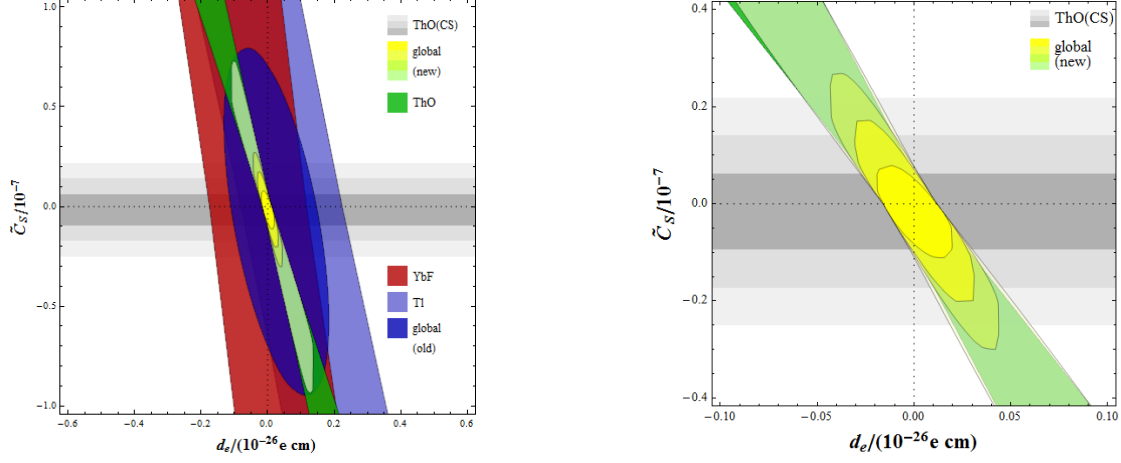 1.0
0.5
0.0
-0.5
-1.0
C̃S/10⁻⁷
-0.6 -0.4 -0.2 0.0 0.2 0.4 0.6
de/(10⁻²⁶e cm)
ThO(CS)
global
(new)
ThO
YbF
Tl
global
(old)
0.4
0.2
0.0
-0.2
-0.4
C̃S/10⁻⁷
-0.10 -0.05 0.00 0.05 0.10
de/(10⁻²⁶e cm)
ThO(CS)
global
(new)